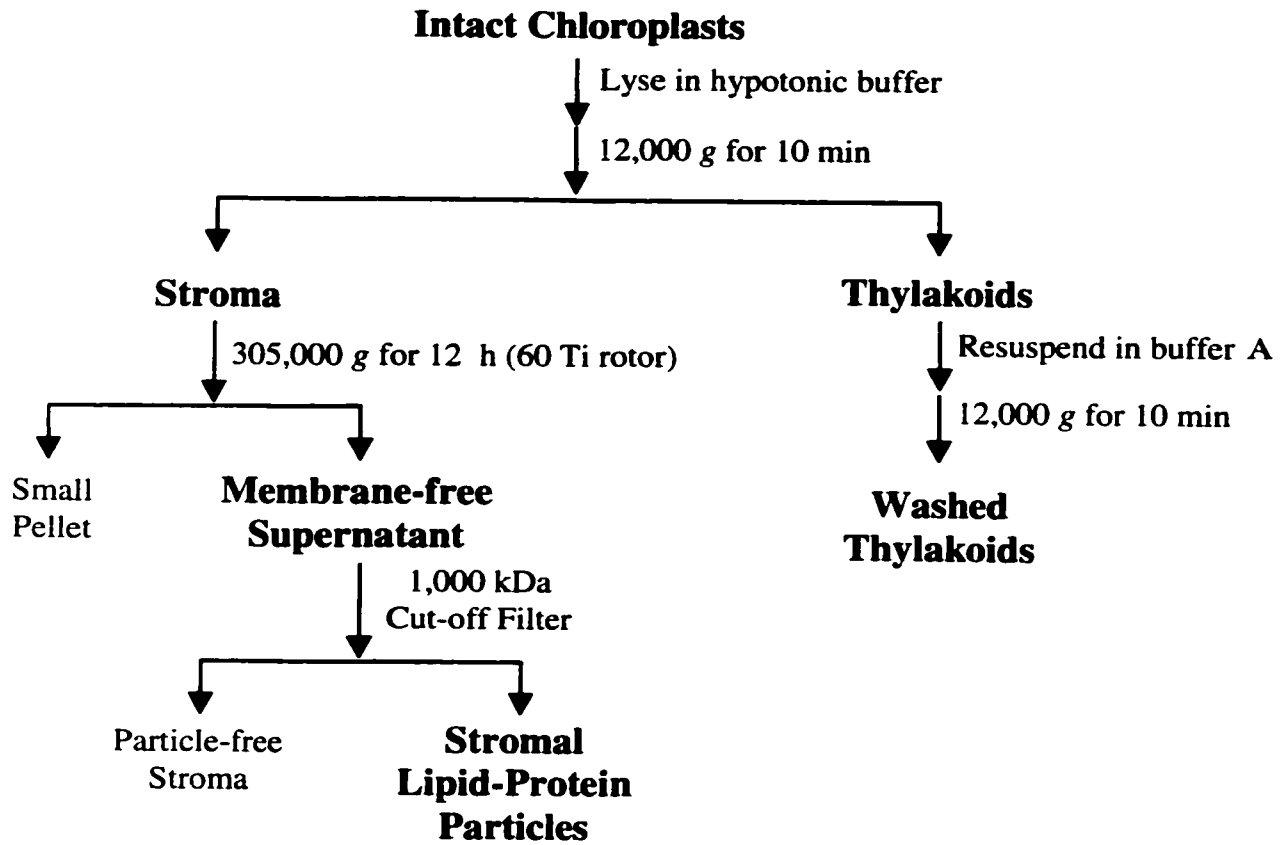 Intact Chloroplasts
Lyse in hypotonic buffer
12,000 g for 10 min
Stroma
Thylakoids
305,000 g for 12 h (60 Ti rotor)
Resuspend in buffer A
12,000 g for 10 min
Small
Pellet
Membrane-free
Supernatant
Washed
Thylakoids
1,000 kDa
Cut-off Filter
Particle-free
Stroma
Stromal
Lipid-Protein
Particles